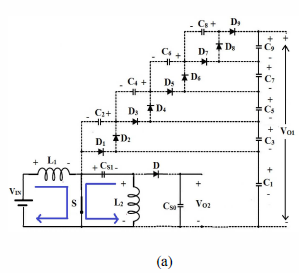 C8 + D9
-
+
C6 + D8 C9
-
D7 +
C4 + D6 C7
-
D5 +
C2 + D4 C5 VO1
-
D3 +
D2 C3
-
D1 +
+ L1 - + CS1 - D C1
VIN S + L2 - CS0 + VO2 -
(a)